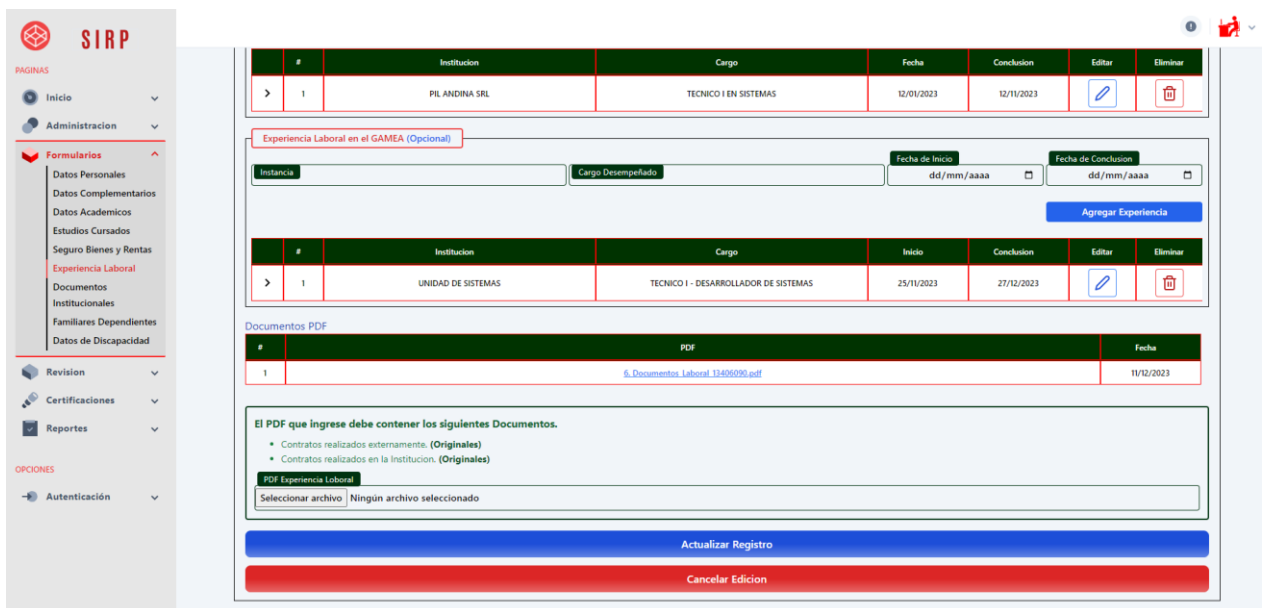 SIRP
PAGINAS
Inicio
Administracion
Formularios
Datos Personales
Datos Complementarios
Datos Academicos
Estudios Cursados
Seguro Bienes y Rentas
Experiencia Laboral
Documentos
Institucionales
Familiares Dependientes
Datos de Discapacidad
Revision
Certificaciones
Reportes
OPCIONES
Autenticación
# Institucion Cargo Fecha Conclusion Editar Eliminar
1 PIL ANDINA SRL TECNICO I EN SISTEMAS 12/01/2023 12/11/2023
Experiencia Laboral en el GAMEA (Opcional)
Instancia Cargo Desempeñado Fecha de Inicio Fecha de Conclusion
dd/mm/aaaa dd/mm/aaaa
Agregar Experiencia
# Institucion Cargo Inicio Conclusion Editar Eliminar
1 UNIDAD DE SISTEMAS TECNICO I - DESARROLLADOR DE SISTEMAS 25/11/2023 27/12/2023
Documentos PDF
# PDF Fecha
1 6. Documentos Laboral 13406090.pdf 11/12/2023
El PDF que ingrese debe contener los siguientes Documentos.
• Contratos realizados externamente. (Originales)
• Contratos realizados en la Institucion. (Originales)
PDF Experiencia Loboral
Seleccionar archivo Ningún archivo seleccionado
Actualizar Registro
Cancelar Edicion